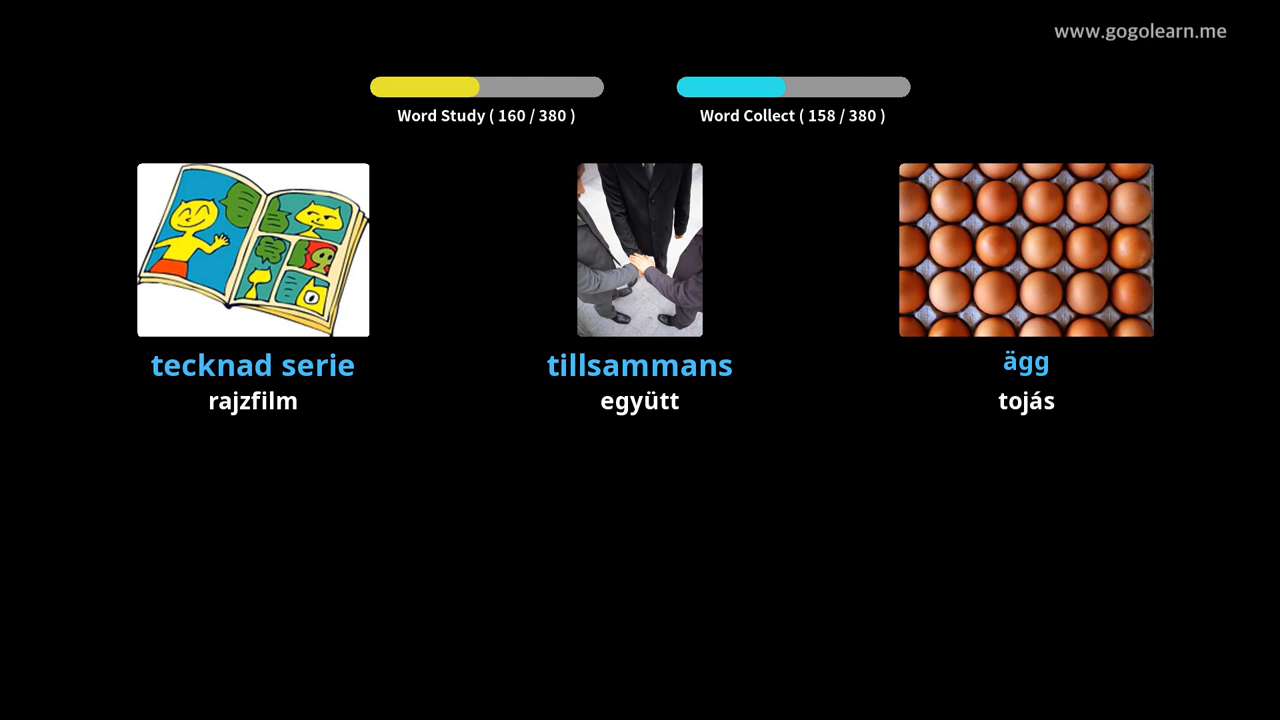 www.gogolearn.me
Word Study ( 160 / 380 )
Word Collect ( 158 / 380 )
tecknad serie
rajzfilm
tillsammans
együtt
ägg
tojás